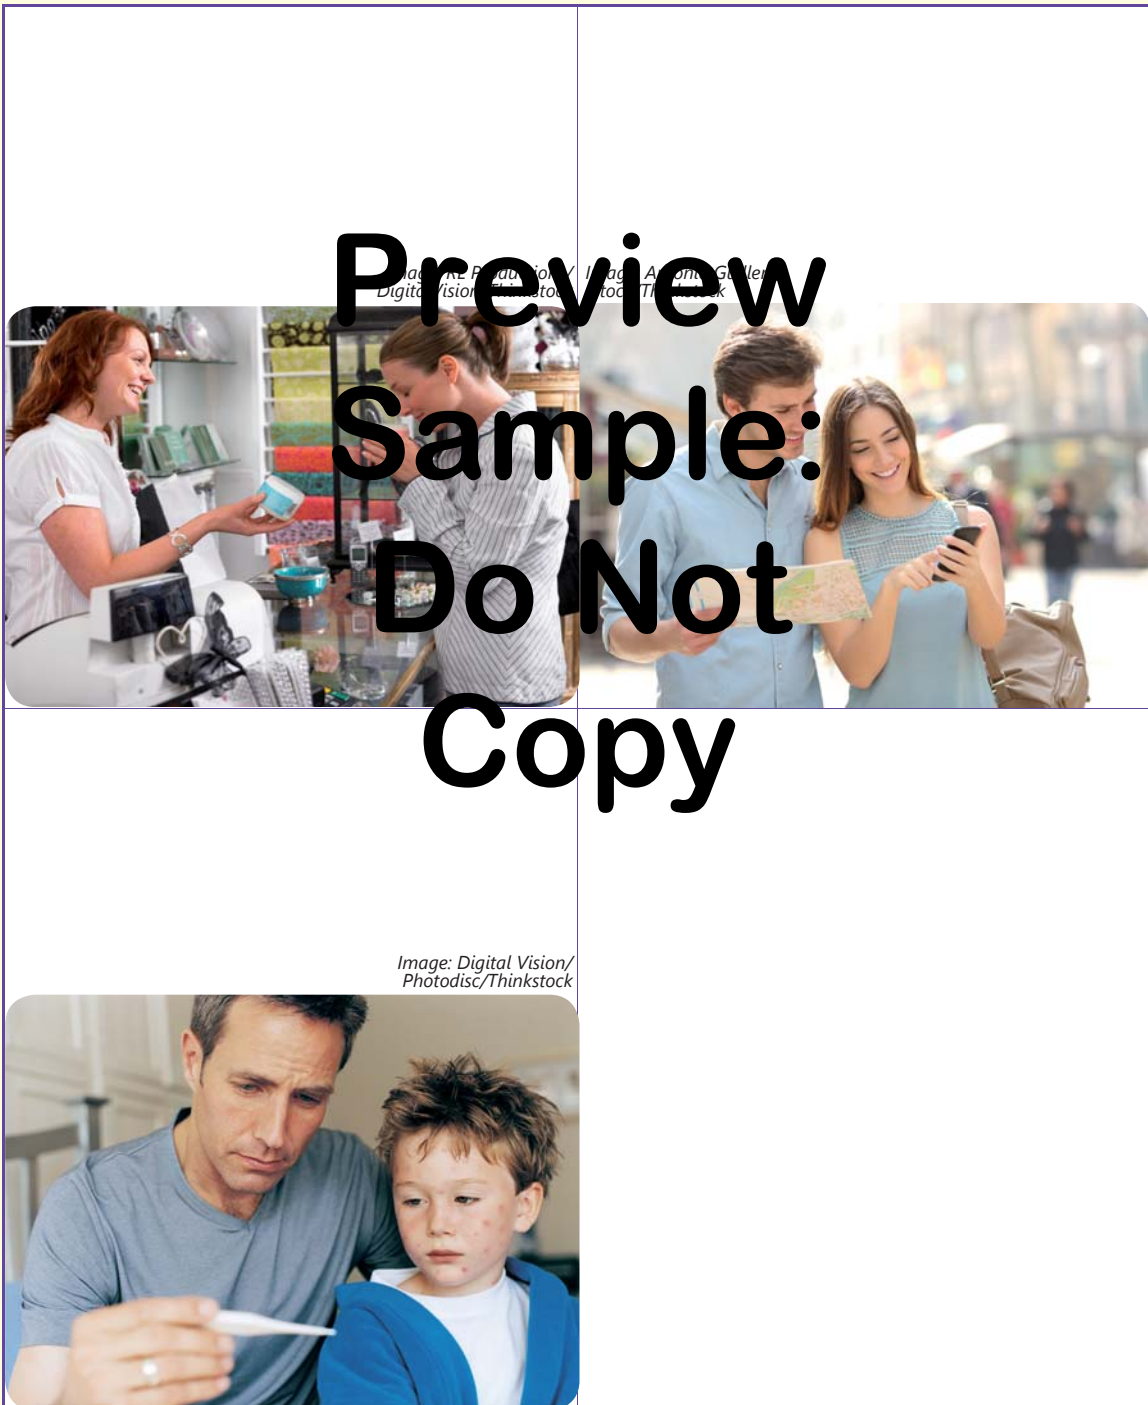 Preview
Sample:
Do Not
Copy
Image: Digital Vision/
Photodisc/Thinkstock